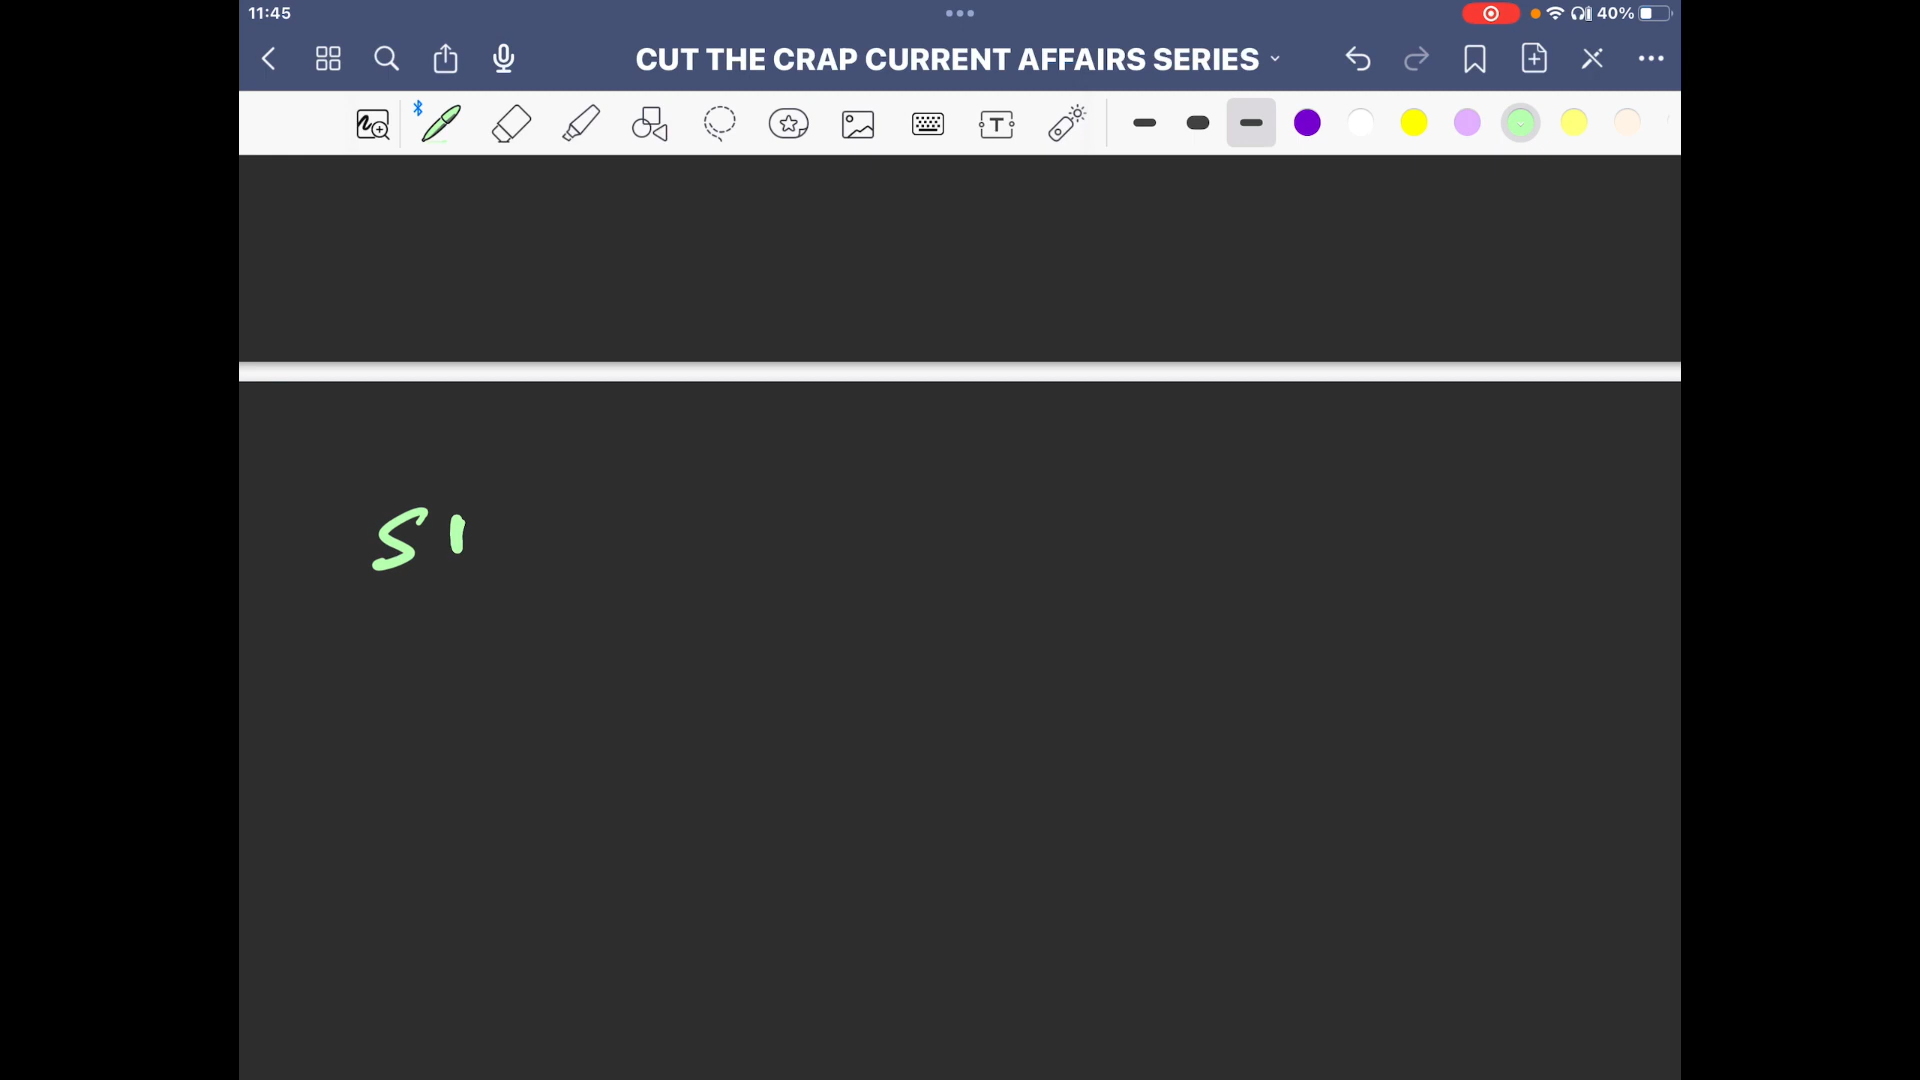 11:45
40%
CUT THE CRAP CURRENT AFFAIRS SERIES
T
S I